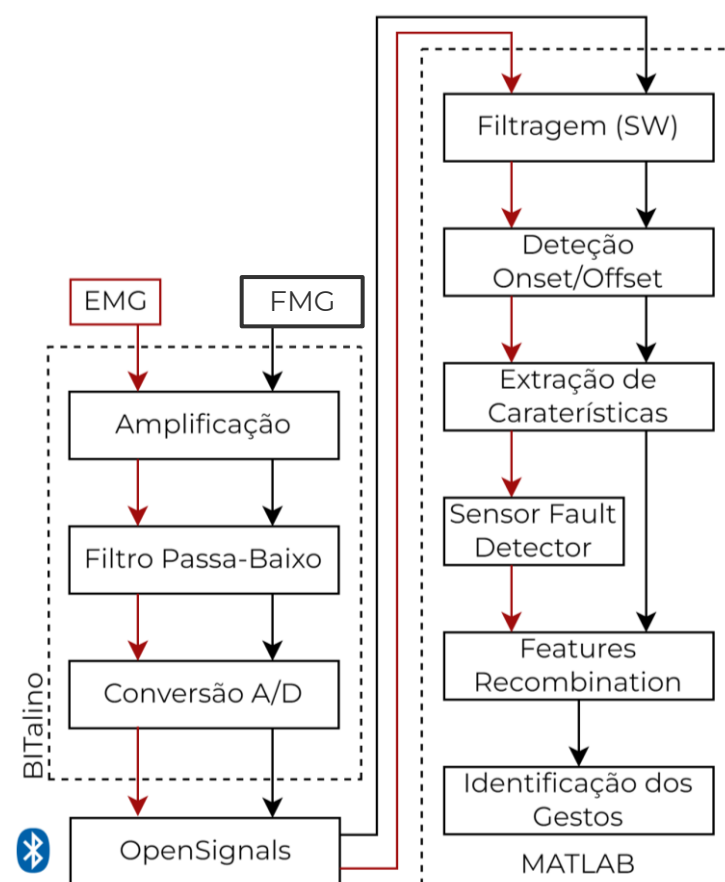 EMG
FMG
Amplificação
Filtro Passa-Baixo
Conversão A/D
BITalino
OpenSignals
Filtragem (SW)
Deteção
Onset/Offset
Extração de
Caraterísticas
Sensor Fault
Detector
Features
Recombination
Identificação dos
Gestos
MATLAB